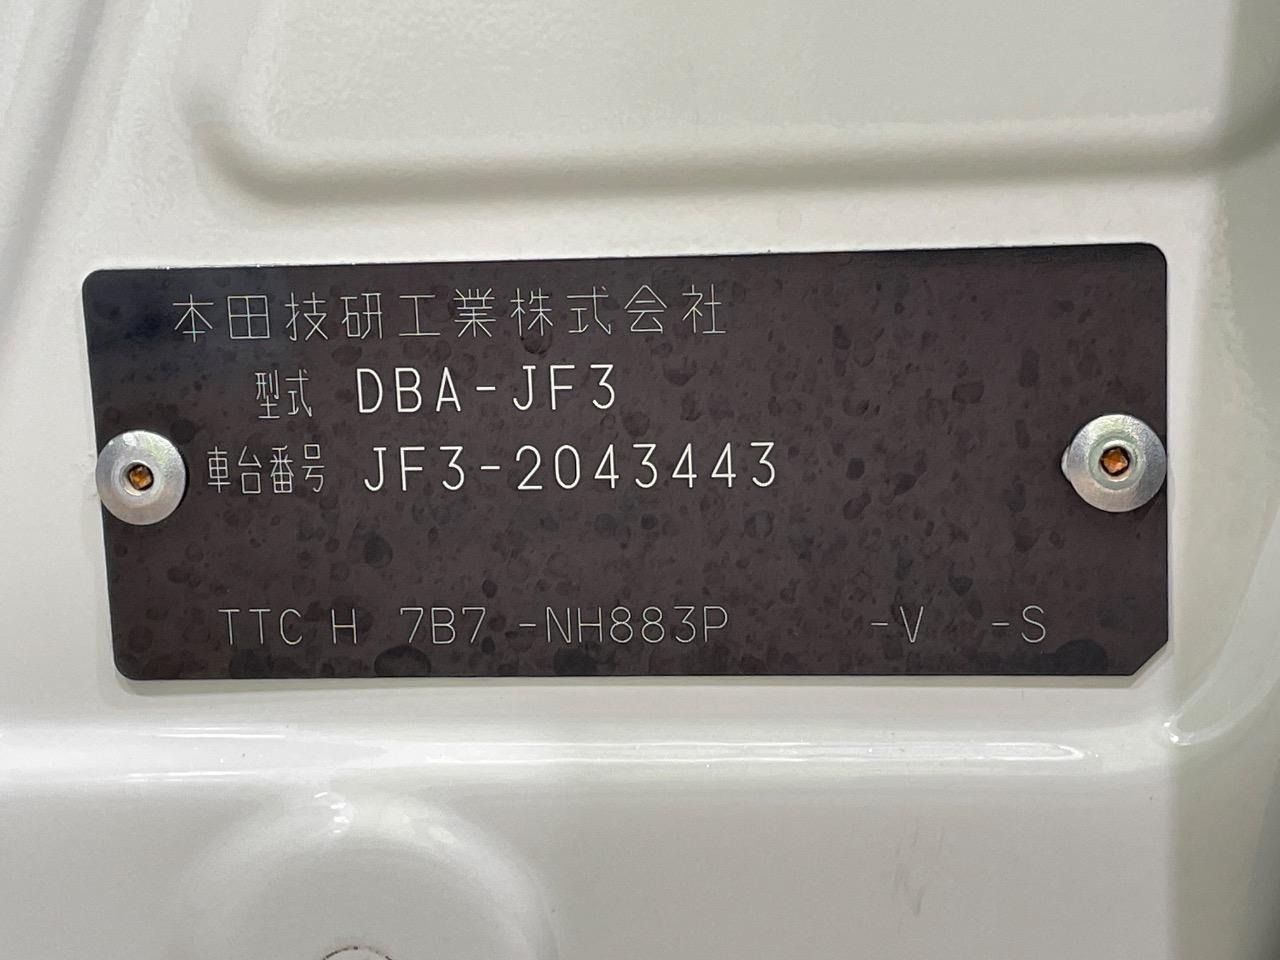 本田技研工業株式会社
型式 DBA-JF3
車台番号 JF3-2043443
TTC H 7B7 -NH883P -V -S